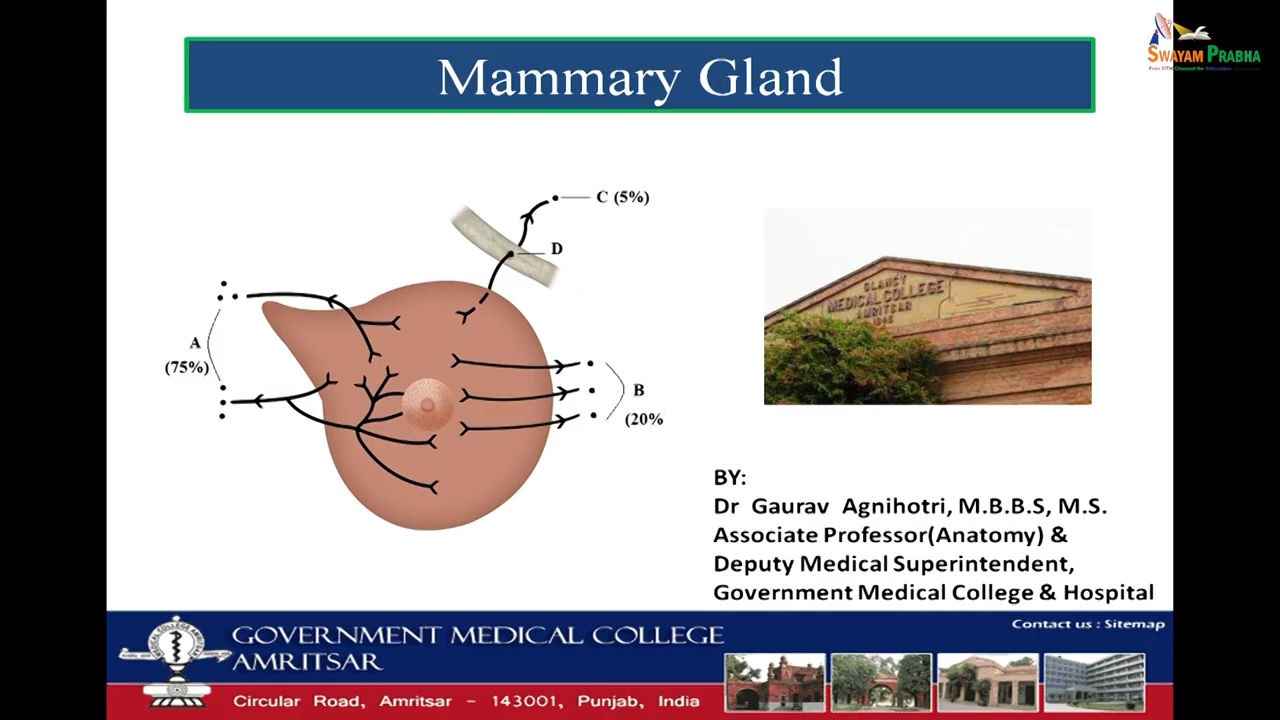 SWAYAM PRABHA
Mammary Gland
C (5%)
D
A
(75%)
B
(20%
GLANCY
MEDICAL COLLEGE
AMRITSAR
BY:
Dr Gaurav Agnihotri, M.B.B.S, M.S.
Associate Professor(Anatomy) &
Deputy Medical Superintendent,
Government Medical College & Hospital
GOVERNMENT MEDICAL COLLEGE
AMRITSAR
Circular Road, Amritsar - 143001, Punjab, India
Contact us : Sitemap